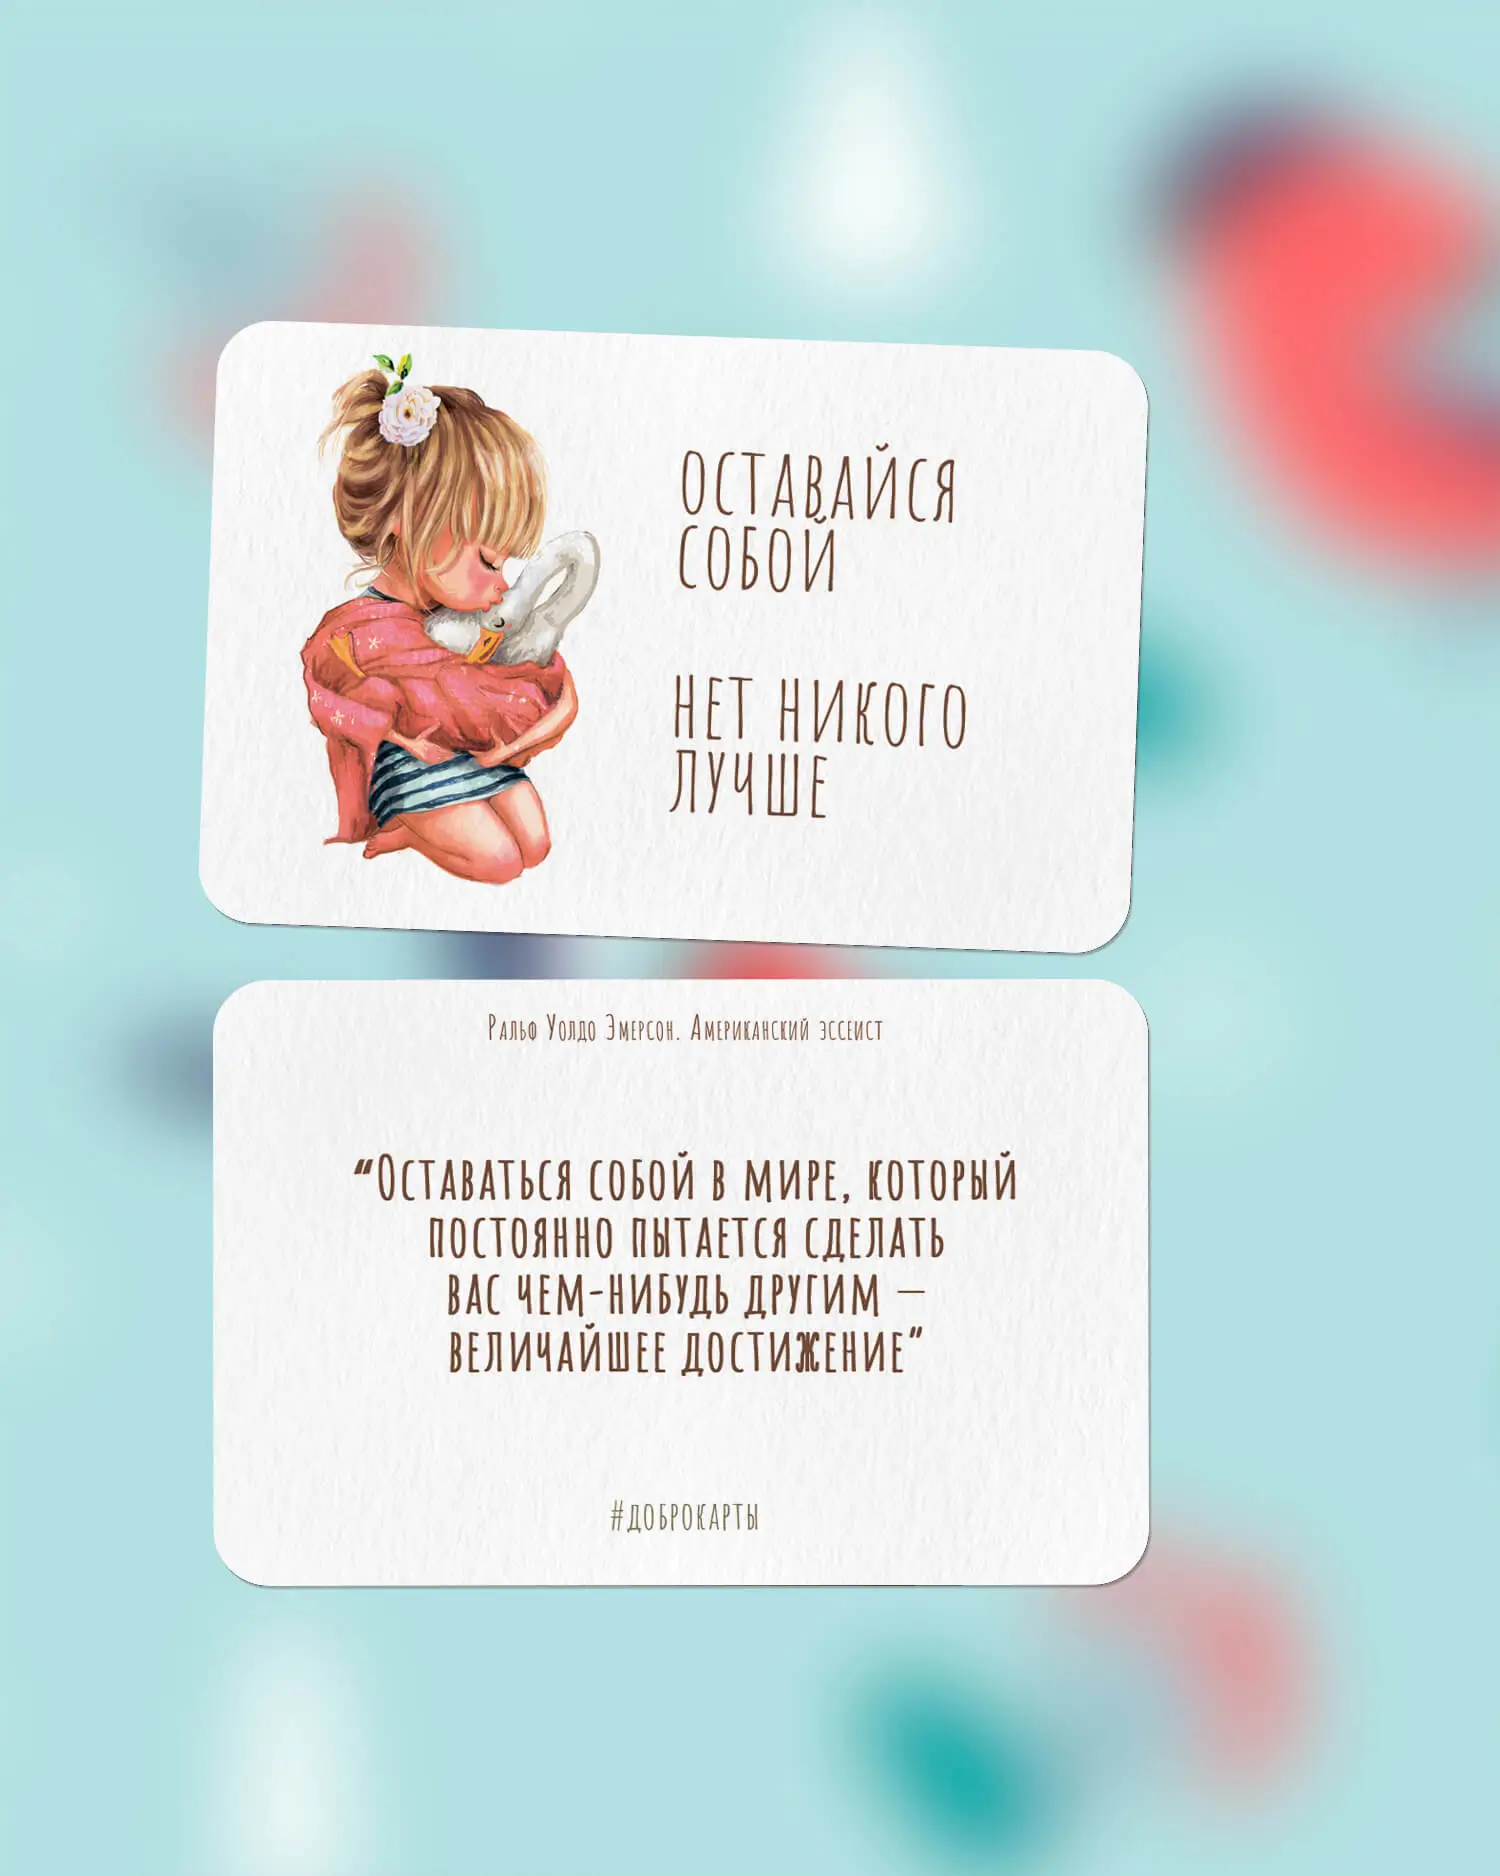 ОСТАВАЙСЯ
СОБОЙ
НЕТ НИКОГО
ЛУЧШЕ
Ральф Уолдо Эмерсон. Американский эссеист
“Оставаться собой в мире, который
постоянно пытается сделать
вас чем-нибудь другим —
величайшее достижение”
#ДОБРОКАРТЫ